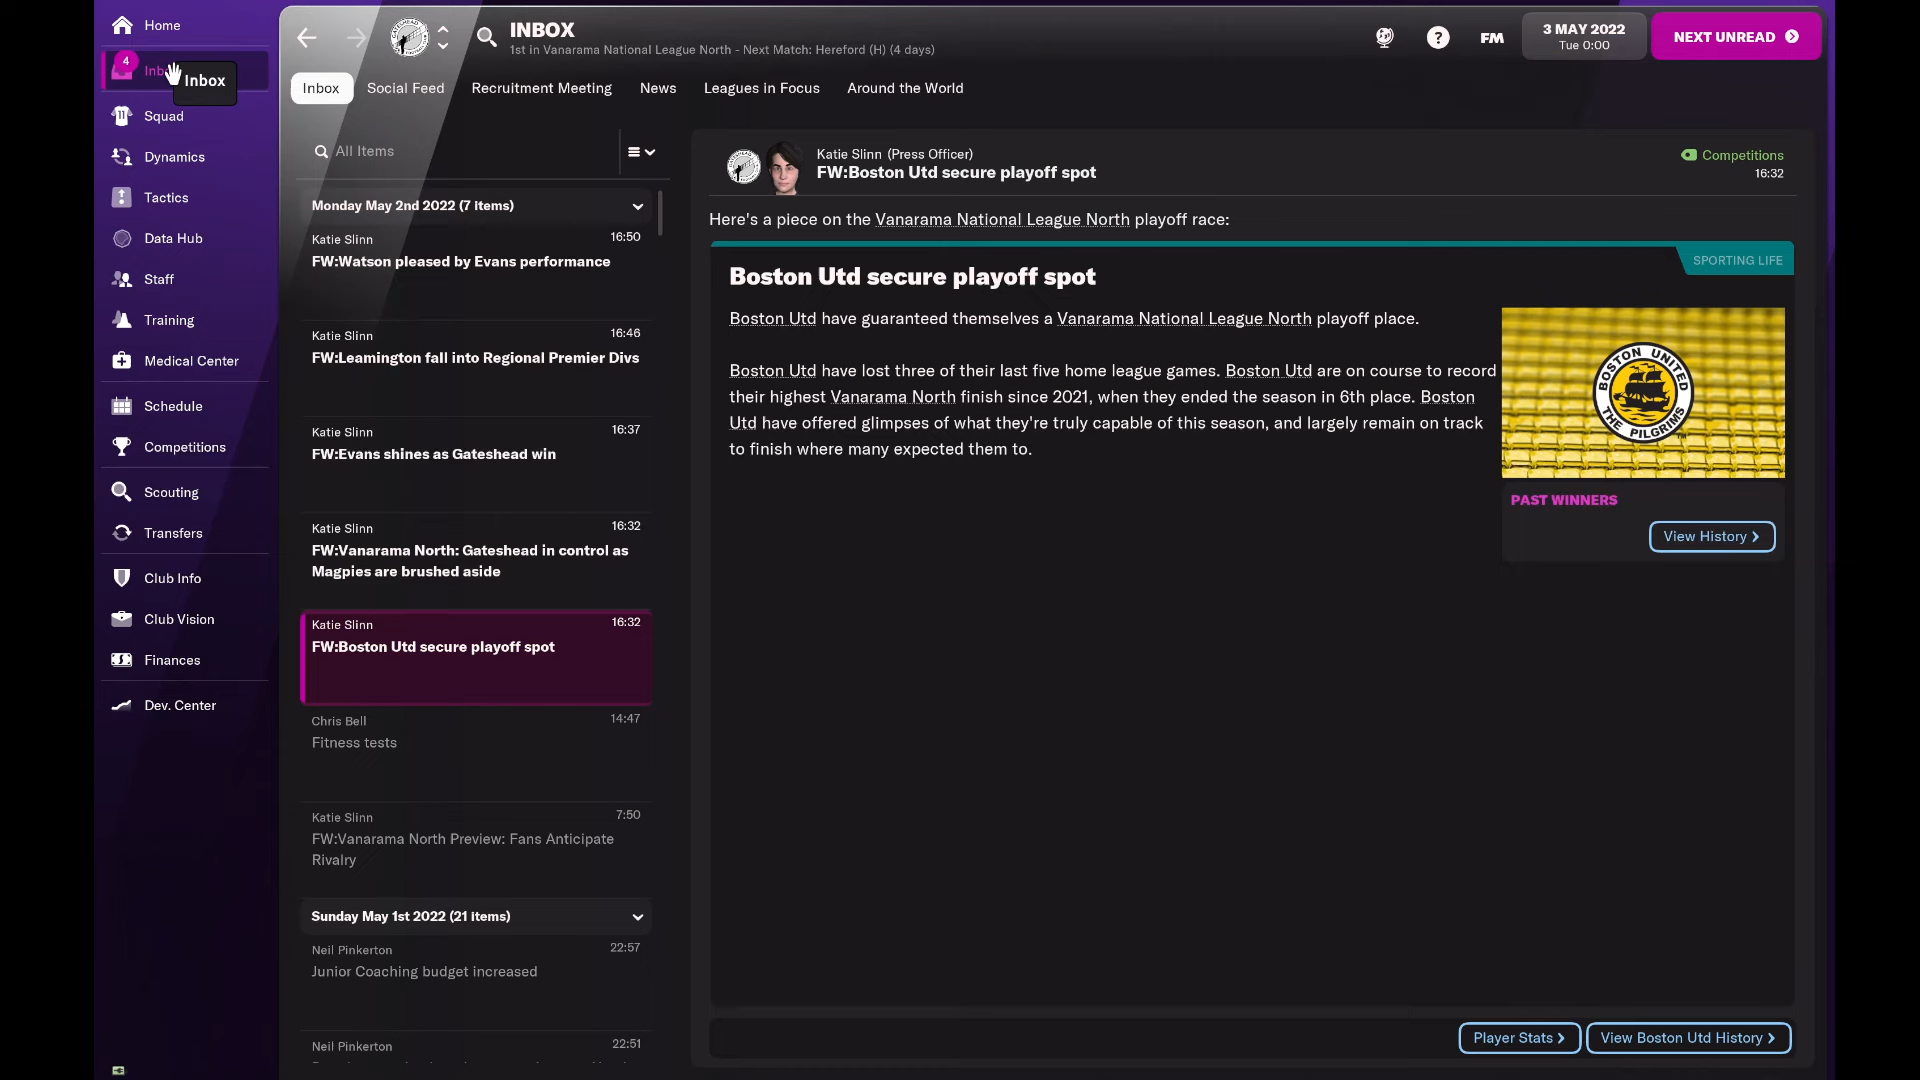 Home
4
Inbox
Squad
Dynamics
Tactics
Data Hub
Staff
Training
Medical Center
Schedule
Competitions
Scouting
Transfers
Club Info
Club Vision
Finances
Dev. Center
INBOX
1st in Vanarama National League North - Next Match: Hereford (H) (4 days)
?
FM
3 MAY 2022
Tue 0:00
NEXT UNREAD
Inbox
Social Feed
Recruitment Meeting
News
Leagues in Focus
Around the World
All Items
Monday May 2nd 2022 (7 items)
Katie Slinn 16:50
FW:Watson pleased by Evans performance
Katie Slinn 16:46
FW:Leamington fall into Regional Premier Divs
Katie Slinn 16:37
FW:Evans shines as Gateshead win
Katie Slinn 16:32
FW:Vanarama North: Gateshead in control as
Magpies are brushed aside
Katie Slinn 16:32
FW:Boston Utd secure playoff spot
Chris Bell 14:47
Fitness tests
Katie Slinn 7:50
FW:Vanarama North Preview: Fans Anticipate
Rivalry
Sunday May 1st 2022 (21 items)
Neil Pinkerton 22:57
Junior Coaching budget increased
Neil Pinkerton 22:51
Katie Slinn (Press Officer)
FW:Boston Utd secure playoff spot
Competitions
16:32
Here's a piece on the Vanarama National League North playoff race:
SPORTING LIFE
Boston Utd secure playoff spot
Boston Utd have guaranteed themselves a Vanarama National League North playoff place.
Boston Utd have lost three of their last five home league games. Boston Utd are on course to record
their highest Vanarama North finish since 2021, when they ended the season in 6th place. Boston
Utd have offered glimpses of what they're truly capable of this season, and largely remain on track
to finish where many expected them to.
BOSTON UNITED
THE PILGRIMS
PAST WINNERS
View History
Player Stats
View Boston Utd History